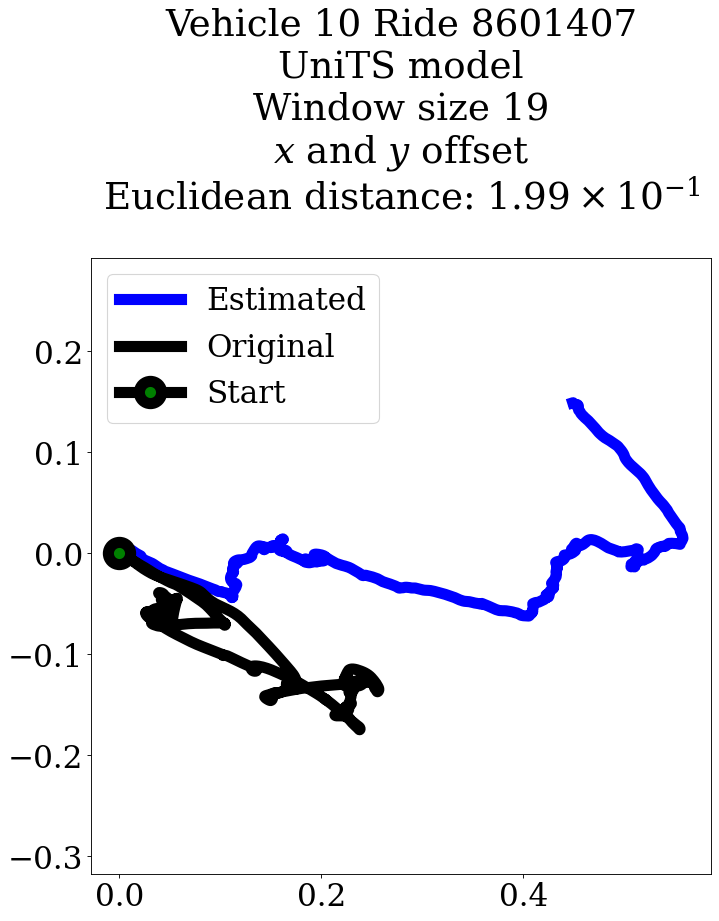 Vehicle 10 Ride 8601407
UniTS model
Window size 19
x and y offset
Euclidean distance: 1.99 × 10⁻¹
Estimated
Original
Start
0.2
0.1
0.0
−0.1
−0.2
−0.3
0.0 0.2 0.4